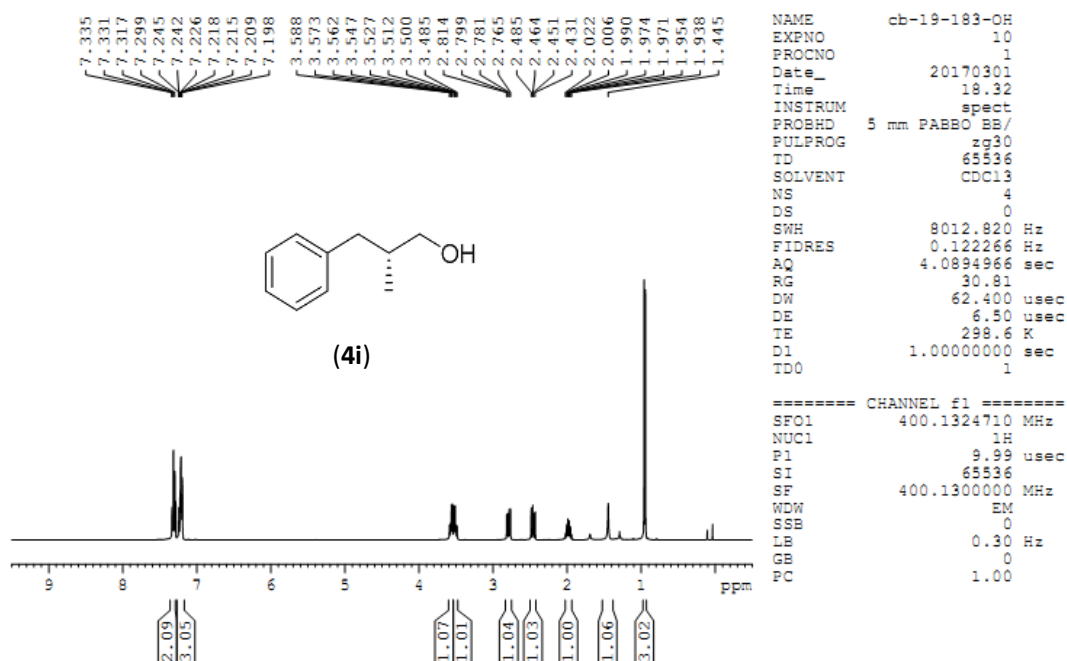 7.335
7.331
7.317
7.299
7.245
7.242
7.226
7.218
7.215
7.209
7.198
3.588
3.573
3.562
3.547
3.527
3.512
3.500
3.485
2.814
2.799
2.781
2.765
2.485
2.464
2.451
2.431
2.022
2.006
1.990
1.974
1.971
1.954
1.938
1.445
NAME cb-19-183-OH
EXPNO 10
PROCNO 1
Date_ 20170301
Time 18.32
INSTRUM spect
PROBHD 5 mm PABBO BB/
PULPROG zg30
TD 65536
SOLVENT CDCl3
NS 4
DS 0
SWH 8012.820 Hz
FIDRES 0.122266 Hz
AQ 4.0894966 sec
RG 30.81
DW 62.400 usec
DE 6.50 usec
TE 298.6 K
D1 1.00000000 sec
TD0 1
======== CHANNEL f1 ========
SFO1 400.1324710 MHz
NUC1 1H
P1 9.99 usec
SI 65536
SF 400.1300000 MHz
WDW EM
SSB 0
LB 0.30 Hz
GB 0
PC 1.00
OH
(4i)
9 8 7 6 5 4 3 2 1 ppm
2.09
3.05
1.07
1.01
1.04
1.03
1.00
1.06
3.02